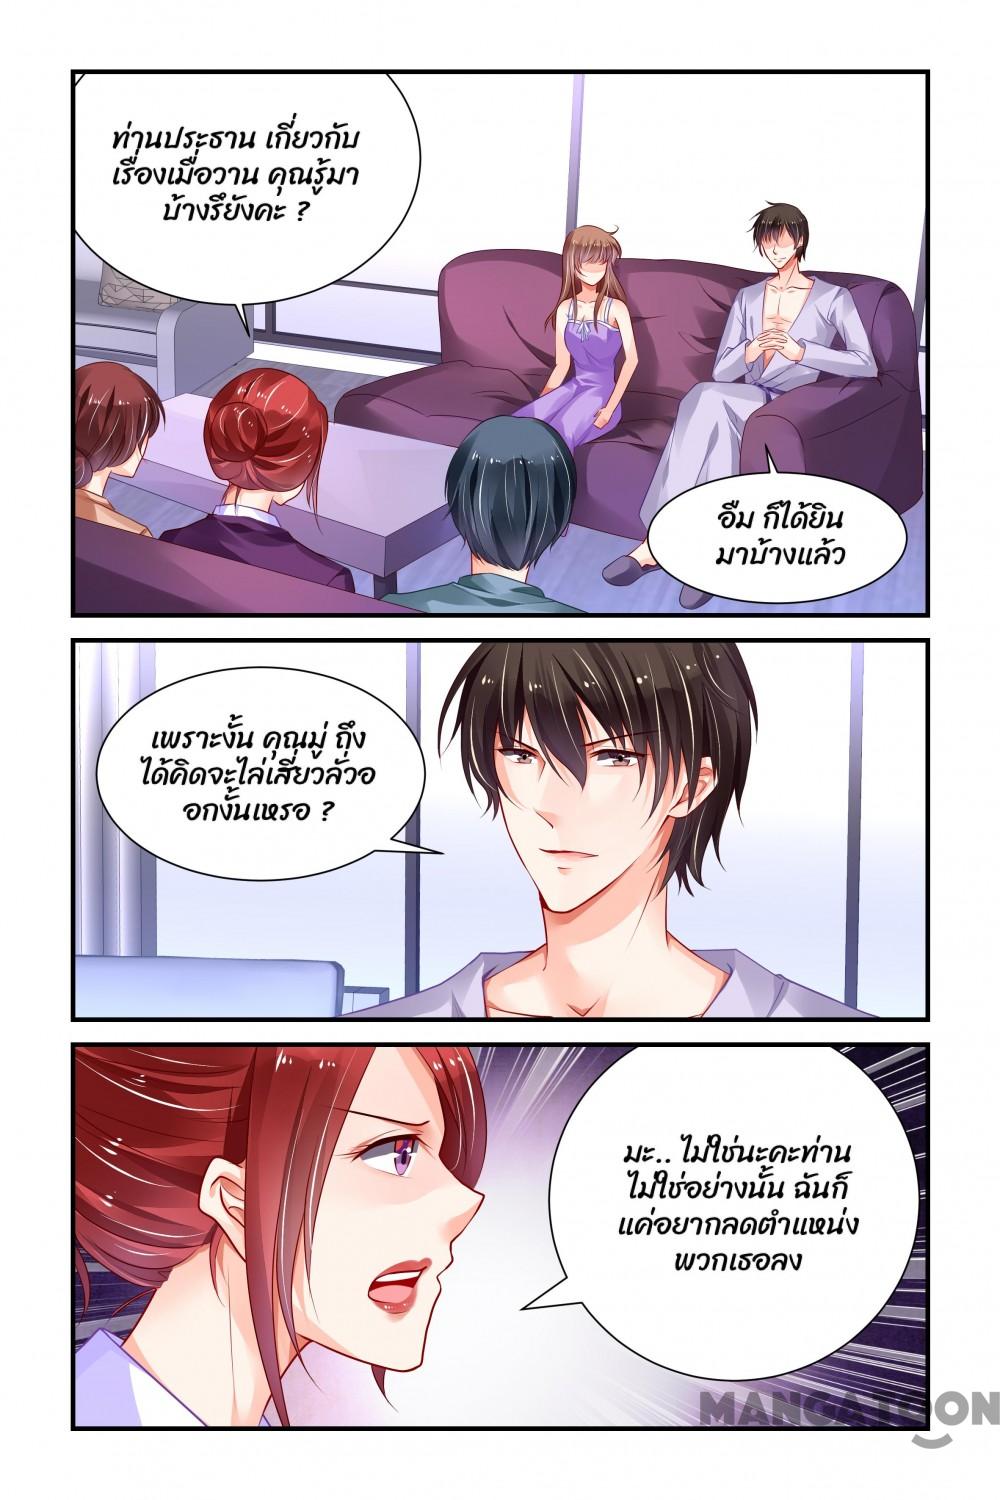 ท่านประธาน เกี่ยวกับ
เรื่องเมื่อวาน คุณรู้มา
บ้างรึยังคะ ?
อืม ก็ได้ยิน
มาบ้างแล้ว
เพราะงั้น คุณมู่ ถึง
ได้คิดจะไล่เสี่ยวลั่วอ
อกงั้นเหรอ ?
มะ.. ไม่ใช่นะคะท่าน
ไม่ใช่อย่างนั้น ฉันก็
แค่อยากลดตำแหน่ง
พวกเธอลง
MANGATOON